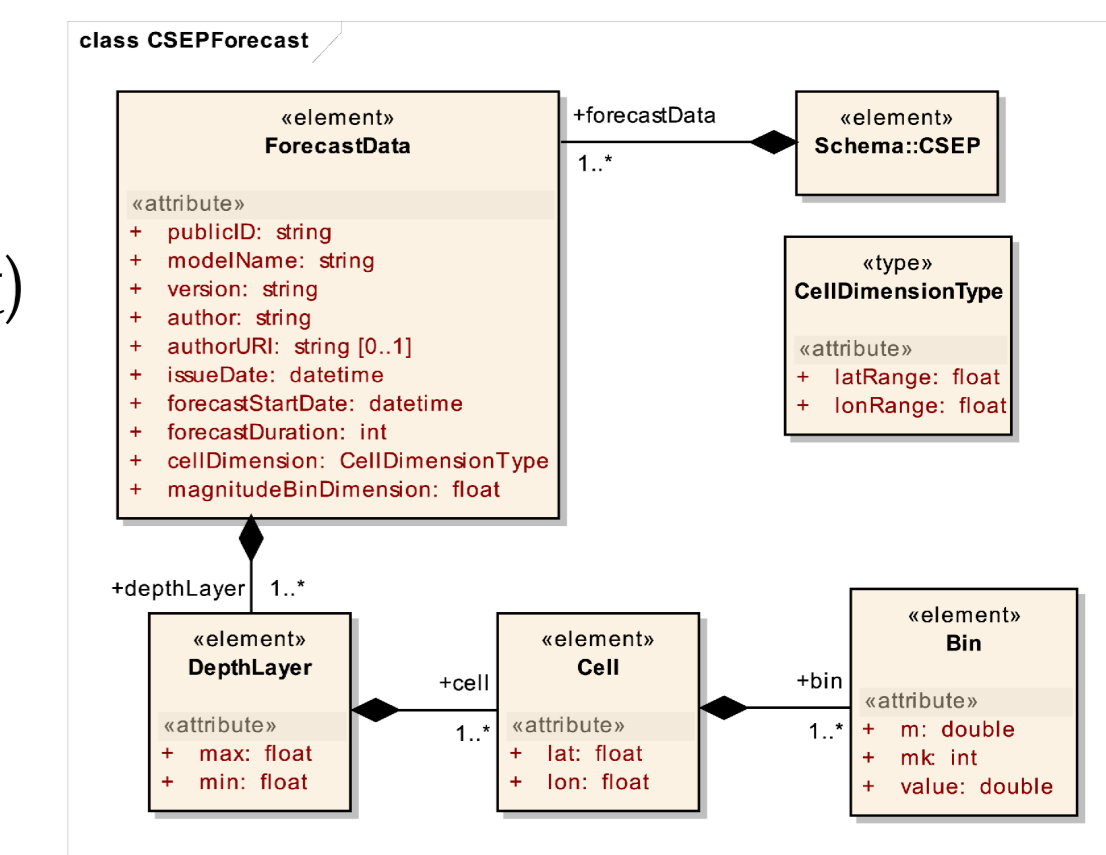 class CSEPForecast
«element»
ForecastData
«attribute»
+ publicID: string
+ modelName: string
+ version: string
+ author: string
+ authorURI: string [0..1]
+ issueDate: datetime
+ forecastStartDate: datetime
+ forecastDuration: int
+ cellDimension: CellDimensionType
+ magnitudeBinDimension: float
+forecastData
1..*
«element»
Schema::CSEP
«type»
CellDimensionType
«attribute»
+ latRange: float
+ lonRange: float
)
+depthLayer 1..*
«element»
DepthLayer
«attribute»
+ max: float
+ min: float
+cell
1..*
«element»
Cell
«attribute»
+ lat: float
+ lon: float
+bin
1..*
«element»
Bin
«attribute»
+ m: double
+ mk: int
+ value: double